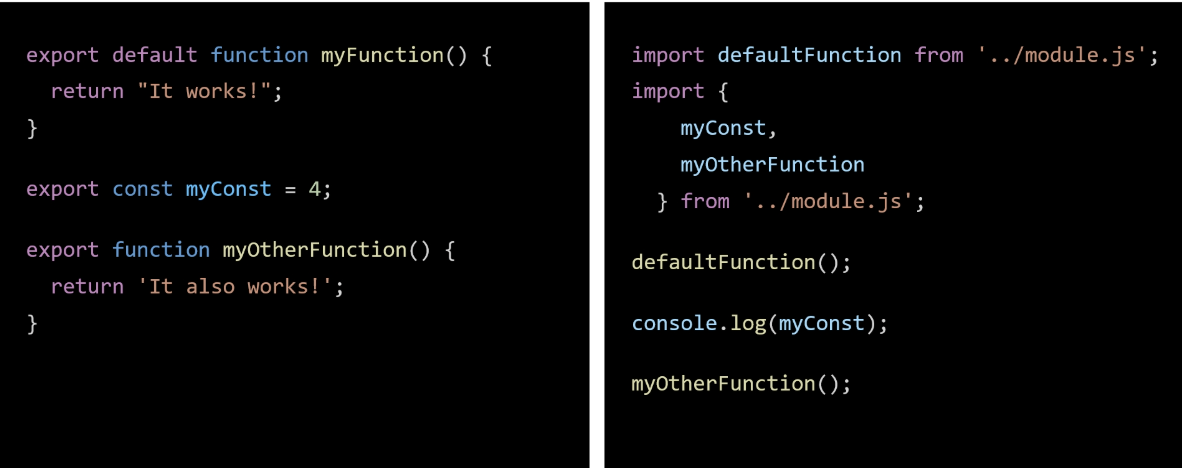 export default function myFunction() {
  return "It works!";
}
export const myConst = 4;
export function myOtherFunction() {
  return 'It also works!';
}
import defaultFunction from '../module.js';
import {
    myConst,
    myOtherFunction
  } from '../module.js';
defaultFunction();
console.log(myConst);
myOtherFunction();